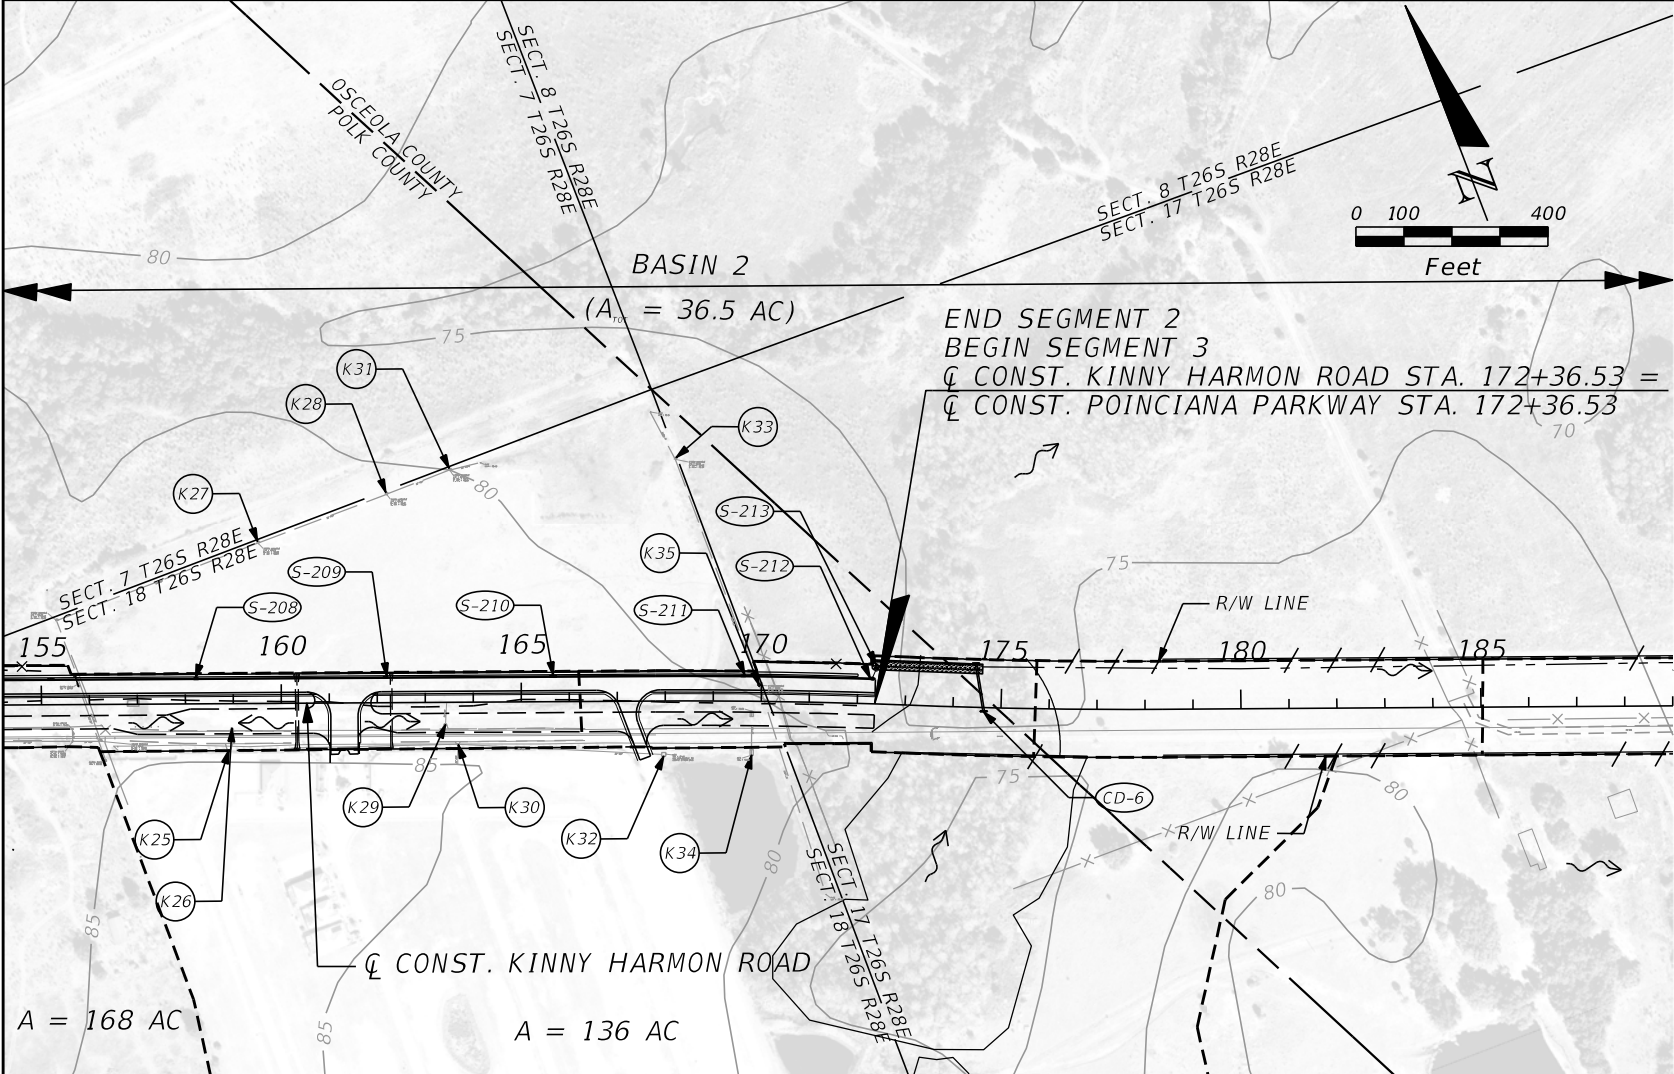 SECT. 8 T26S R28E
SECT. 7 T26S R28E
OSCEOLA COUNTY
POLK COUNTY
SECT. 8 T26S R28E
SECT. 17 T26S R28E
0 100 400
Feet
80
BASIN 2
(ATOT = 36.5 AC)
75
END SEGMENT 2
BEGIN SEGMENT 3
℄ CONST. KINNY HARMON ROAD STA. 172+36.53 =
℄ CONST. POINCIANA PARKWAY STA. 172+36.53
70
K31
K28
K33
K27
80
S-213
K35
S-212
75
SECT. 7 T26S R28E
SECT. 18 T26S R28E
S-209
S-208
S-210
S-211
R/W LINE
155 160 165 170 175 180 185
85
75
80
K29
K30
CD-6
K25
K32
K34
R/W LINE
80
80
K26
85
SECT. 17 T26S R28E
SECT. 18 T26S R28E
℄ CONST. KINNY HARMON ROAD
A = 168 AC
A = 136 AC
85